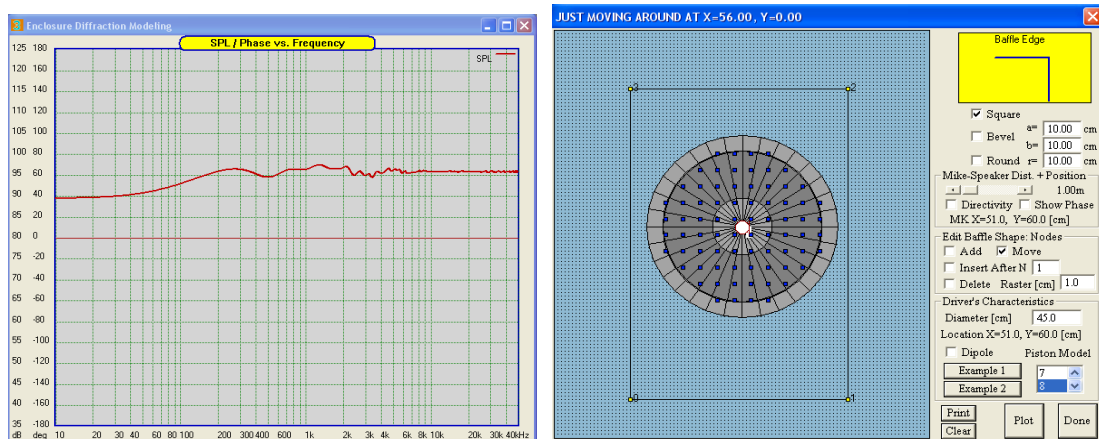 Enclosure Diffraction Modeling
SPL / Phase vs. Frequency
SPL
125 180
120 160
115 140
110 120
105 100
100 80
95 60
90 40
85 20
80 0
75 -20
70 -40
65 -60
60 -80
55 -100
50 -120
45 -140
40 -160
35 -180
dB deg 10 20 30 40 60 80 100 200 300 400 600 1k 2k 3k 4k 6k 8k 10k 20k 30k 40kHz
JUST MOVING AROUND AT X=56.00, Y=0.00
3 2
0 1
Baffle Edge
Square
Bevel
Round
a= 10.00 cm
b= 10.00 cm
r= 10.00 cm
Mike-Speaker Dist. + Position
1.00m
Directivity Show Phase
MK X=51.0, Y=60.0 [cm]
Edit Baffle Shape: Nodes
Add Move
Insert After N 1
Delete Raster [cm] 1.0
Driver's Characteristics
Diameter [cm] 45.0
Location X=51.0, Y=60.0 [cm]
Dipole Piston Model
Example 1 7
Example 2 8
Print
Clear
Plot
Done